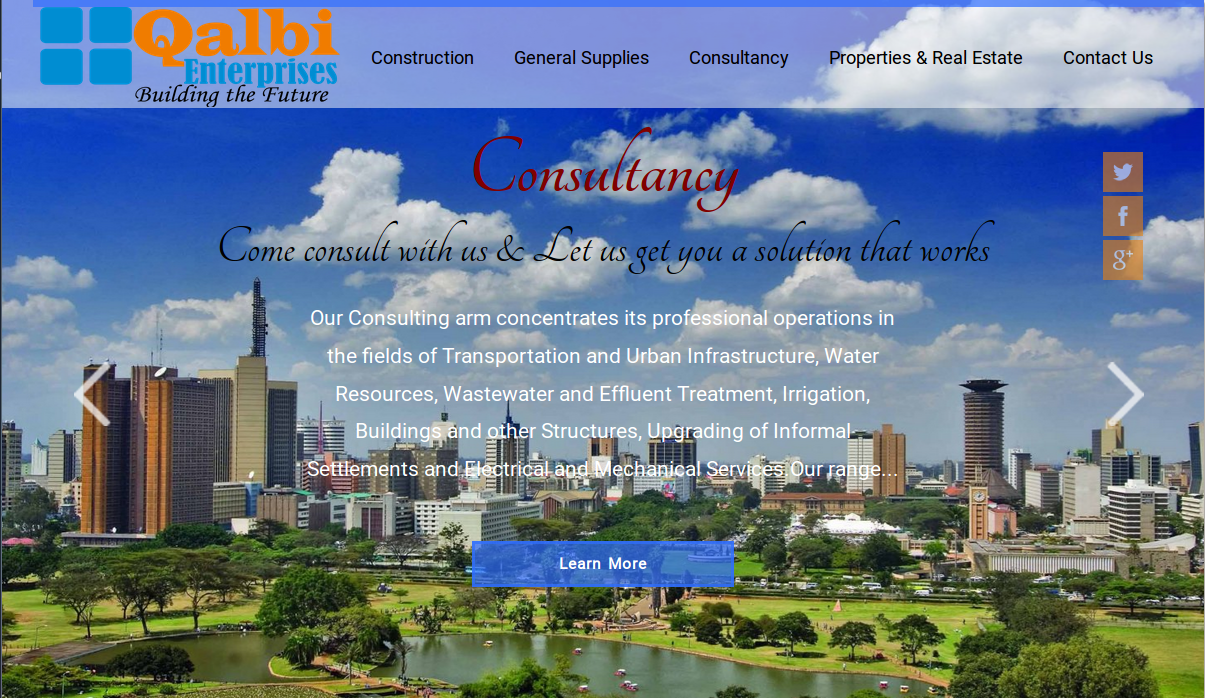 Qalbi
Enterprises
Building the Future
Construction
General Supplies
Consultancy
Properties & Real Estate
Contact Us
Consultancy
Come consult with us & Let us get you a solution that works
Our Consulting arm concentrates its professional operations in
the fields of Transportation and Urban Infrastructure, Water
Resources, Wastewater and Effluent Treatment, Irrigation,
Buildings and other Structures, Upgrading of Informal
Settlements and Electrical and Mechanical Services Our range...
Learn More